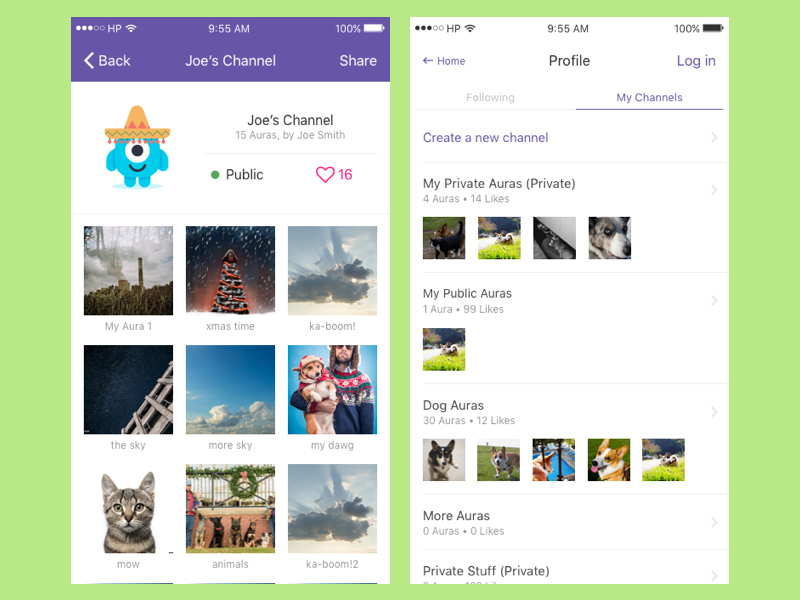 HP 9:55 AM 100%
Back Joe's Channel Share
Joe's Channel
15 Auras, by Joe Smith
Public 16
My Aura 1 xmas time ka-boom!
the sky more sky my dawg
mow animals ka-boom!2
HP 9:55 AM 100%
Home Profile Log in
Following My Channels
Create a new channel
My Private Auras (Private)
4 Auras • 14 Likes
My Public Auras
1 Aura • 99 Likes
Dog Auras
30 Auras • 12 Likes
More Auras
0 Auras • 0 Likes
Private Stuff (Private)